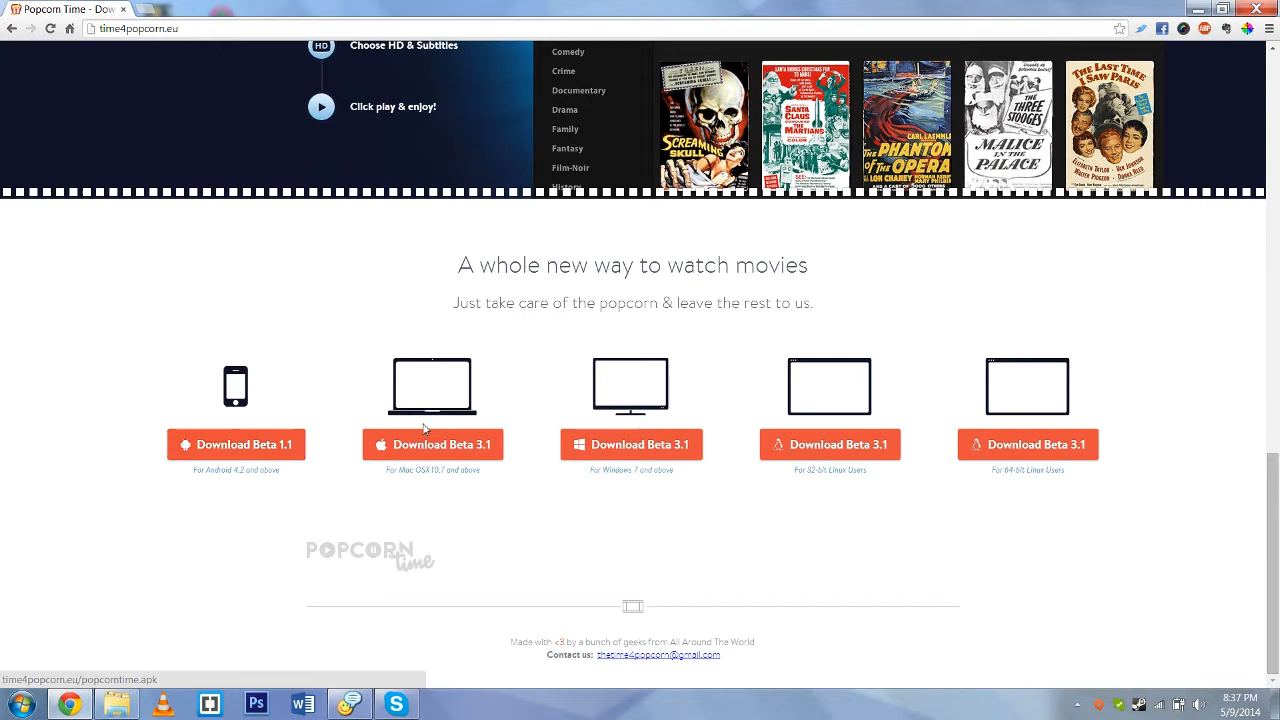 Popcorn Time - Dow
time4popcorn.eu
HD Choose HD & Subtitles
Click play & enjoy!
Comedy
Crime
Documentary
Drama
Family
Fantasy
Film-Noir
History
SCREAMING SKULL
SANTA CLAUS CONQUERS THE MARTIANS
THE PHANTOM OF THE OPERA
CARL LAEMMLE
THE THREE STOOGES
MALICE IN THE PALACE
THE LAST TIME I SAW PARIS
A whole new way to watch movies
Just take care of the popcorn & leave the rest to us.
Download Beta 1.1
Download Beta 3.1
Download Beta 3.1
Download Beta 3.1
Download Beta 3.1
For Android 4.2 and above
For Mac OSX10.7 and above
For Windows 7 and above
For 32-bit Linux Users
For 64-bit Linux Users
POPCORN
time
Made with <3 by a bunch of geeks from All Around The World
Contact us: thetime4popcorn@gmail.com
time4popcorn.eu/popcorntime.apk
Ps
8:37 PM
5/9/2014